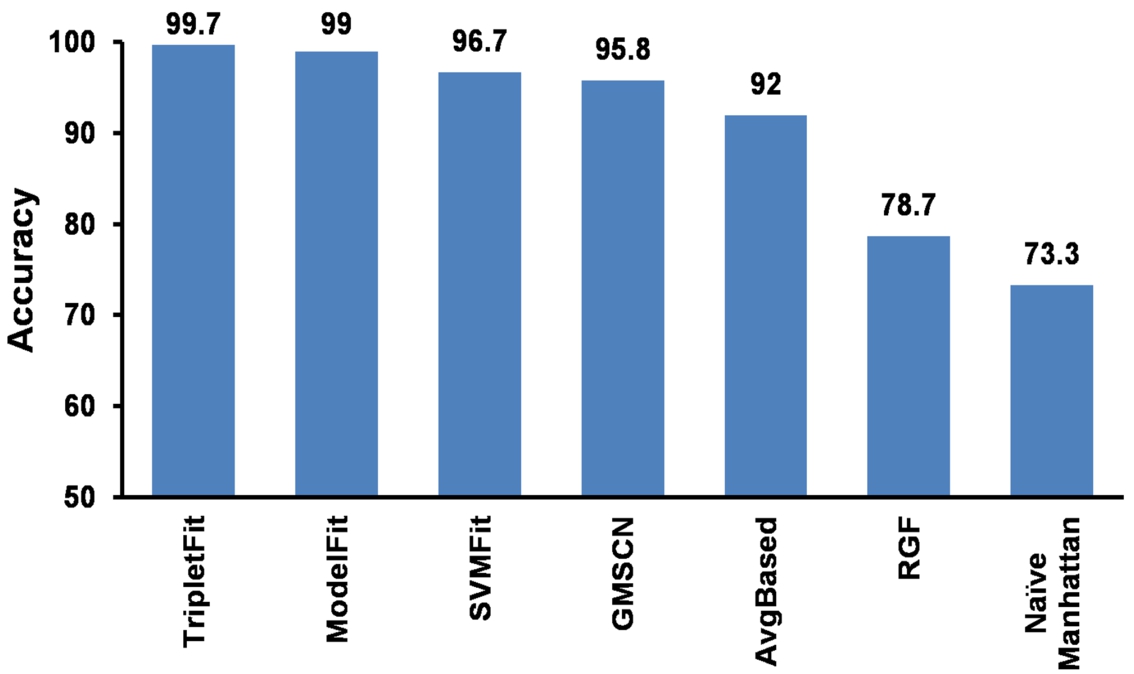 99.7
99
96.7
95.8
92
78.7
73.3
100
90
80
70
60
50
Accuracy
TripletFit
ModelFit
SVMFit
GMSCN
AvgBased
RGF
Naïve
Manhattan